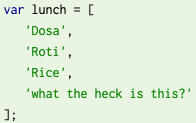 var lunch = [
'Dosa',
'Roti',
'Rice',
'what the heck is this?'
];